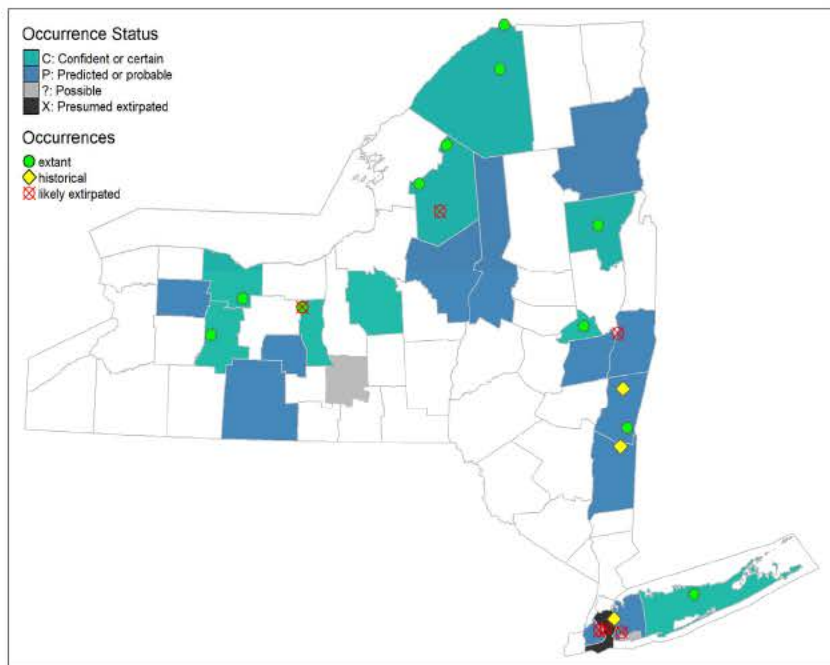 Occurrence Status
C: Confident or certain
P: Predicted or probable
?: Possible
X: Presumed extirpated
Occurrences
extant
historical
likely extirpated